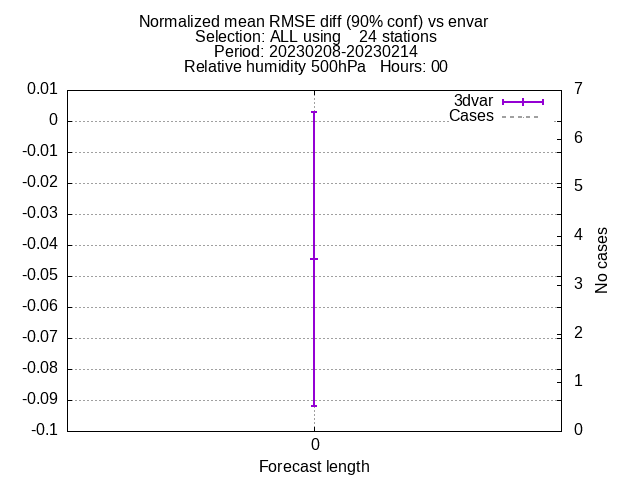 Normalized mean RMSE diff (90% conf) vs envar
Selection: ALL using    24 stations
Period: 20230208-20230214
Relative humidity 500hPa   Hours: 00
3dvar
Cases
0.01
0
-0.01
-0.02
-0.03
-0.04
-0.05
-0.06
-0.07
-0.08
-0.09
-0.1
7
6
5
4
3
2
1
0
No cases
0
Forecast length